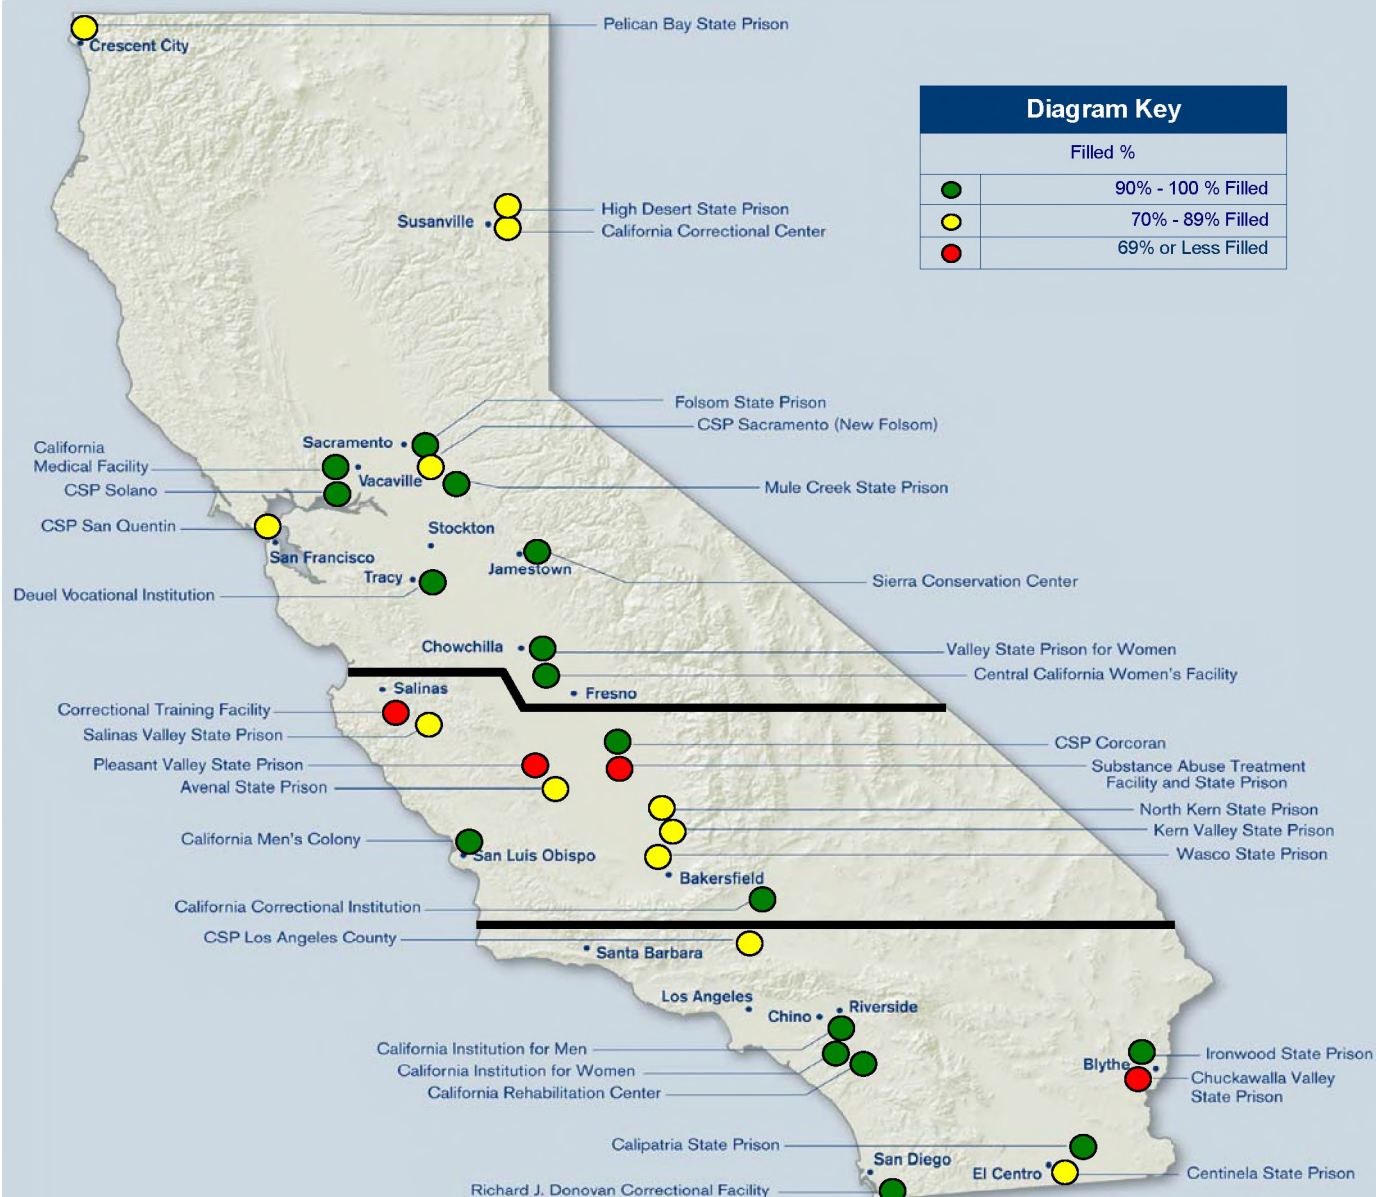 Pelican Bay State Prison
Crescent City
Diagram Key
Filled %
90% - 100 % Filled
70% - 89% Filled
69% or Less Filled
High Desert State Prison
Susanville
California Correctional Center
Folsom State Prison
CSP Sacramento (New Folsom)
Sacramento
California
Medical Facility
Vacaville
CSP Solano
Mule Creek State Prison
CSP San Quentin
Stockton
San Francisco
Jamestown
Tracy
Sierra Conservation Center
Deuel Vocational Institution
Chowchilla
Valley State Prison for Women
Central California Women's Facility
Salinas
Fresno
Correctional Training Facility
Salinas Valley State Prison
CSP Corcoran
Pleasant Valley State Prison
Substance Abuse Treatment
Facility and State Prison
Avenal State Prison
North Kern State Prison
Kern Valley State Prison
California Men's Colony
San Luis Obispo
Wasco State Prison
Bakersfield
California Correctional Institution
CSP Los Angeles County
Santa Barbara
Los Angeles
Riverside
Chino
California Institution for Men
Ironwood State Prison
Blythe
California Institution for Women
Chuckawalla Valley
State Prison
California Rehabilitation Center
Calipatria State Prison
San Diego
El Centro
Centinela State Prison
Richard J. Donovan Correctional Facility